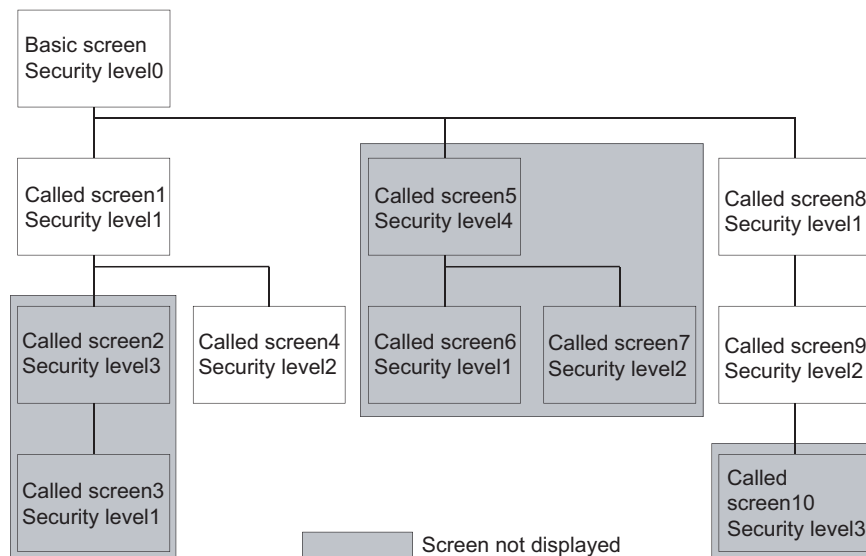 Basic screen
Security level0
Called screen1
Security level1
Called screen5
Security level4
Called screen8
Security level1
Called screen2
Security level3
Called screen4
Security level2
Called screen6
Security level1
Called screen7
Security level2
Called screen9
Security level2
Called screen3
Security level1
Called
screen10
Security level3
Screen not displayed